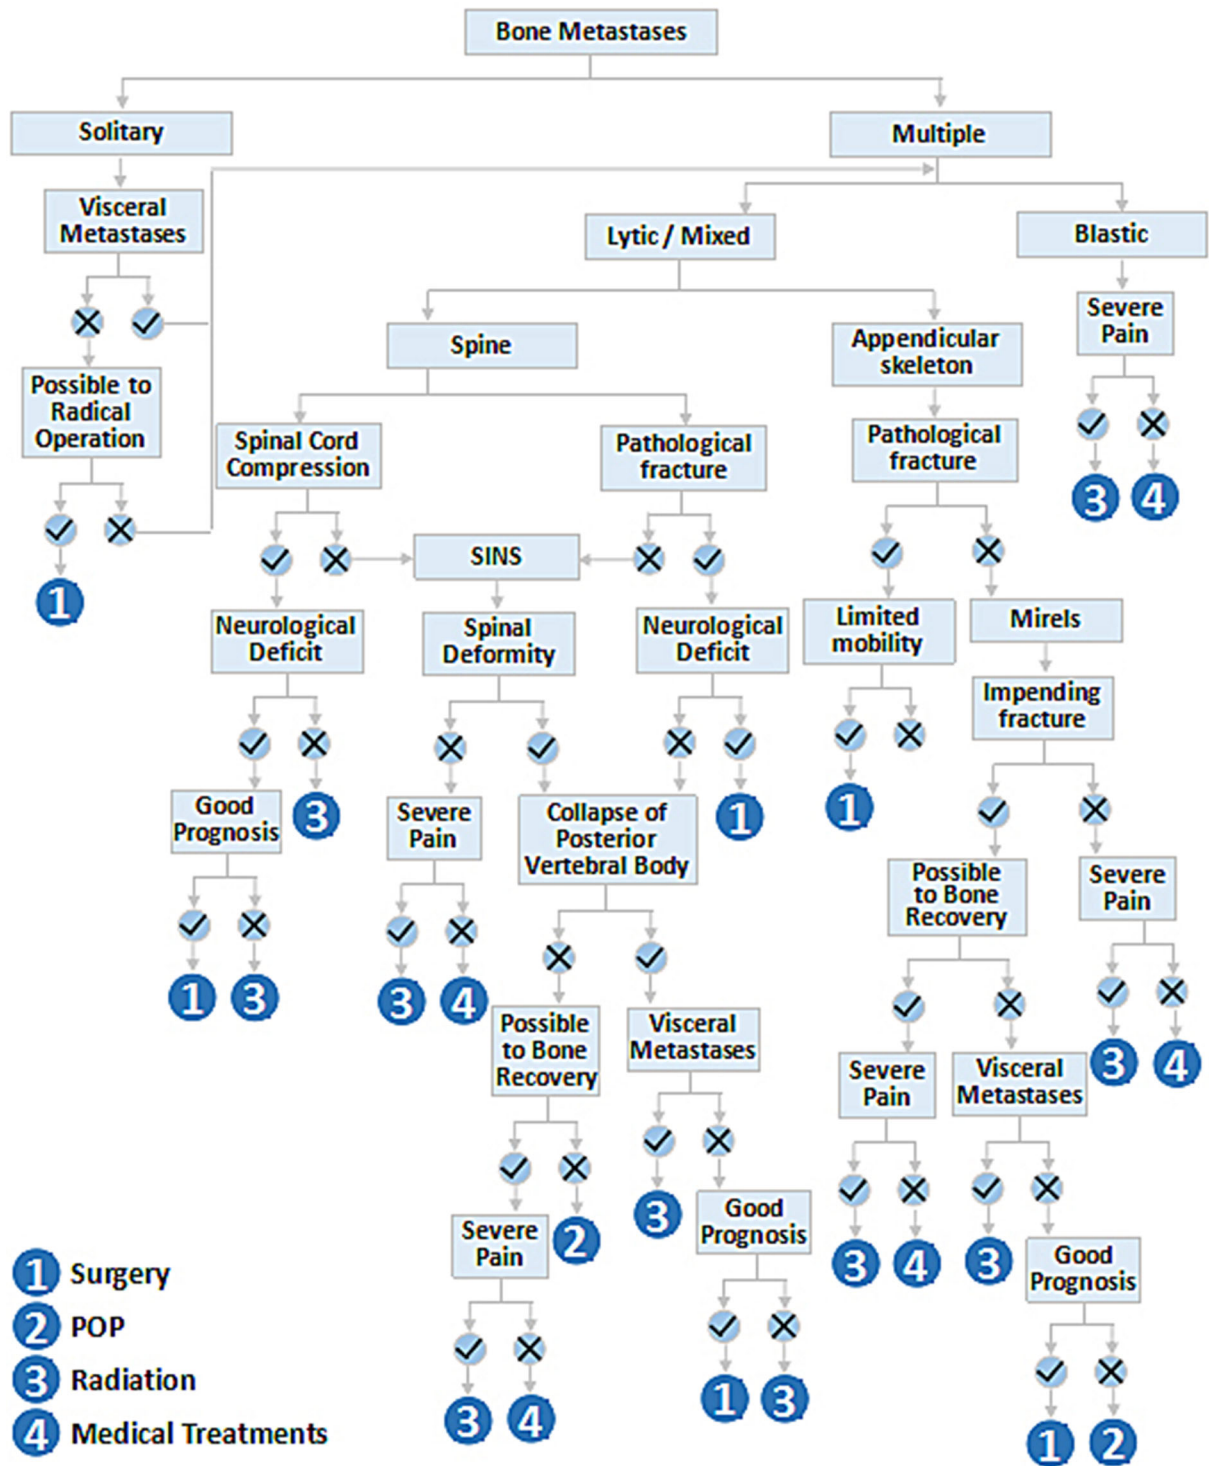 Bone Metastases
Solitary
Multiple
Visceral
Metastases
Lytic / Mixed
Blastic
Severe
Pain
Spine
Appendicular
skeleton
Possible to
Radical
Operation
Spinal Cord
Compression
Pathological
fracture
Pathological
fracture
3
4
SINS
1
Neurological
Deficit
Spinal
Deformity
Neurological
Deficit
Limited
mobility
Mirels
Impending
fracture
Good
Prognosis
3
Severe
Pain
Collapse of
Posterior
Vertebral Body
1
1
Possible
to Bone
Recovery
Severe
Pain
1
3
3
4
Possible
to Bone
Recovery
Visceral
Metastases
Severe
Pain
Visceral
Metastases
3
4
Severe
Pain
2
3
Good
Prognosis
3
4
3
Good
Prognosis
3
4
1
3
1
2
1 Surgery
2 POP
3 Radiation
4 Medical Treatments